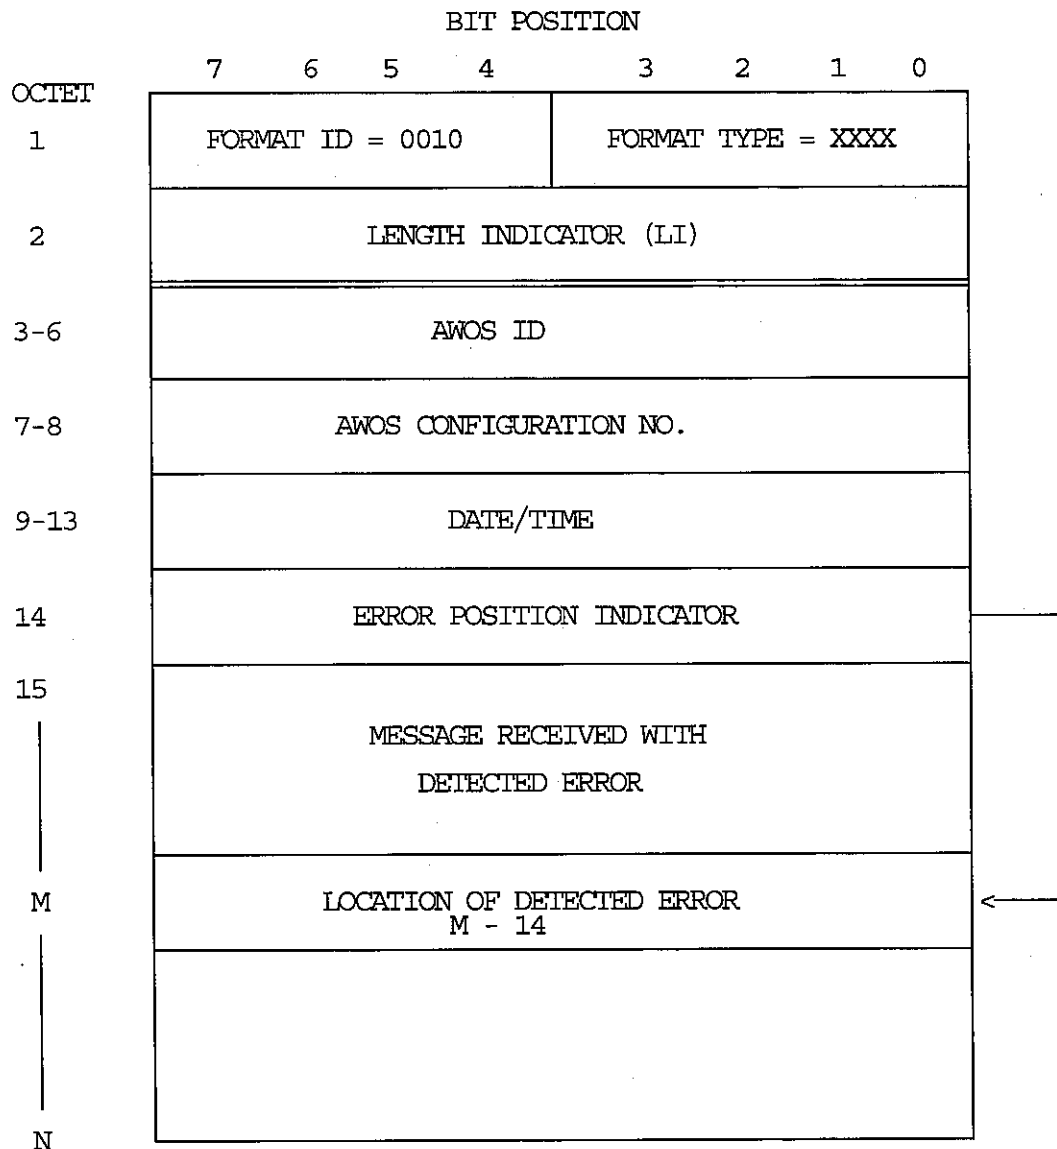 BIT POSITION
7 6 5 4 3 2 1 0
OCTET
1 FORMAT ID = 0010 FORMAT TYPE = XXXX
2 LENGTH INDICATOR (LI)
3-6 AWOS ID
7-8 AWOS CONFIGURATION NO.
9-13 DATE/TIME
14 ERROR POSITION INDICATOR
15
MESSAGE RECEIVED WITH
DETECTED ERROR
M LOCATION OF DETECTED ERROR
M - 14
N